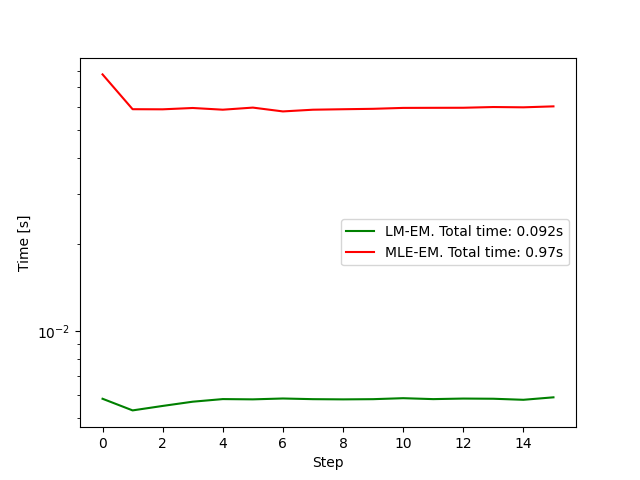 Time [s]
10⁻²
LM-EM. Total time: 0.092s
MLE-EM. Total time: 0.97s
0 2 4 6 8 10 12 14
Step